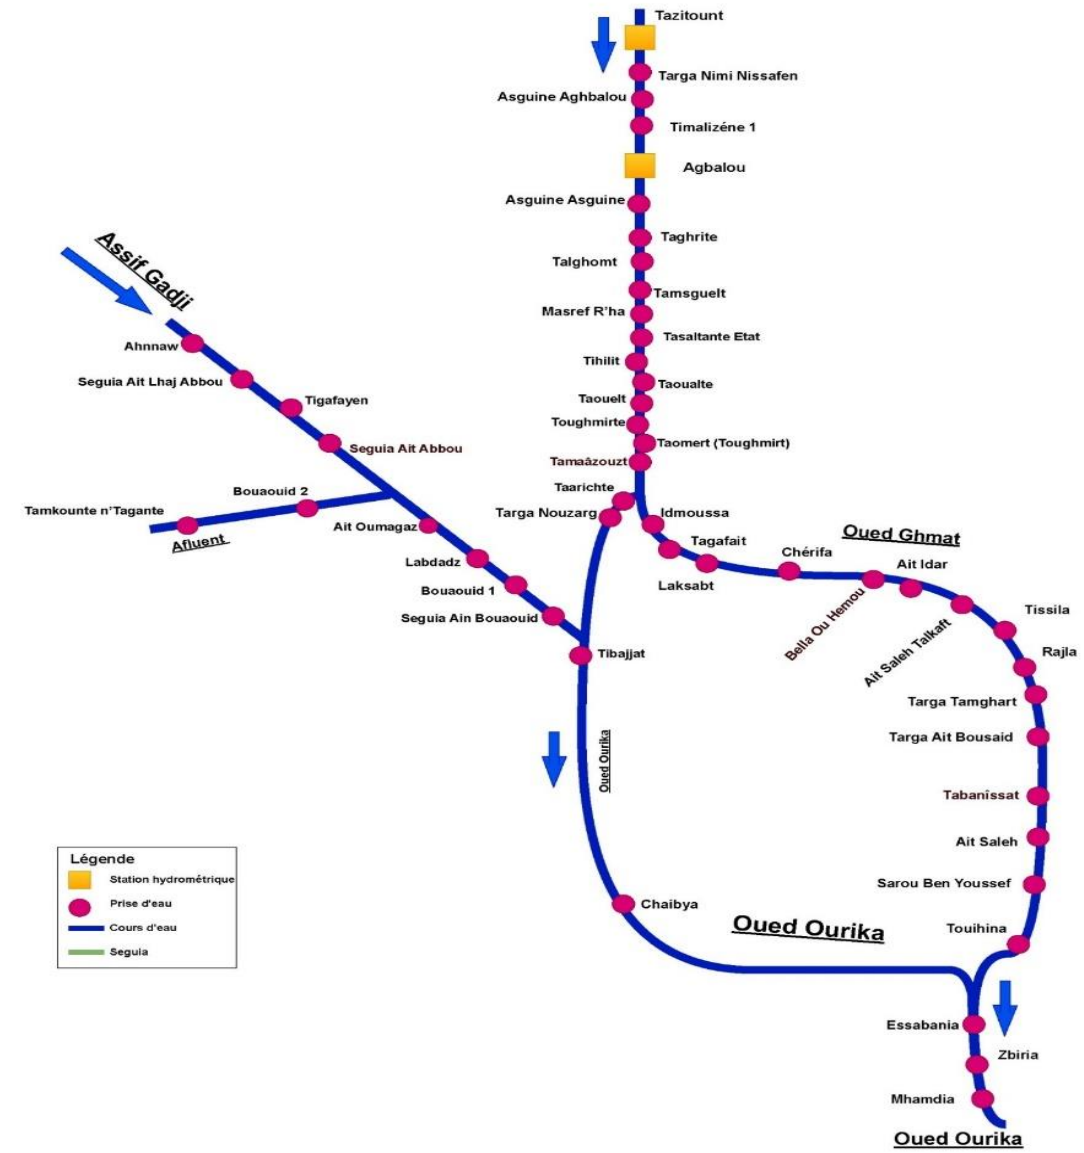 Tazitount
Targa Nimi Nissafen
Asguine Aghbalou
Timalizéne 1
Agbalou
Asguine Asguine
Taghrite
Talghomt
Tamsguelt
Masref R'ha
Tasaltante Etat
Tihilit
Taoualte
Taouelt
Toughmirte
Taomert (Toughmirt)
Tamaâzouzt
Taarichte
Targa Nouzarg
Idmoussa
Assif Gadji
Ahnnaw
Seguia Ait Lhaj Abbou
Tigafayen
Seguia Ait Abbou
Bouaouid 2
Tamkounte n'Tagante
Afluent
Ait Oumagaz
Labdadz
Bouaouid 1
Seguia Ain Bouaouid
Tibajjat
Oued Ourika
Tagafait
Laksabt
Chérifa
Oued Ghmat
Ait Idar
Bella Ou Hemou
Ait Saleh Talkaft
Tissila
Rajla
Targa Tamghart
Targa Ait Bousaid
Tabanîssat
Ait Saleh
Sarou Ben Youssef
Touihina
Chaibya
Oued Ourika
Essabania
Zbiria
Mhamdia
Oued Ourika
Légende
Station hydrométrique
Prise d'eau
Cours d'eau
Seguia